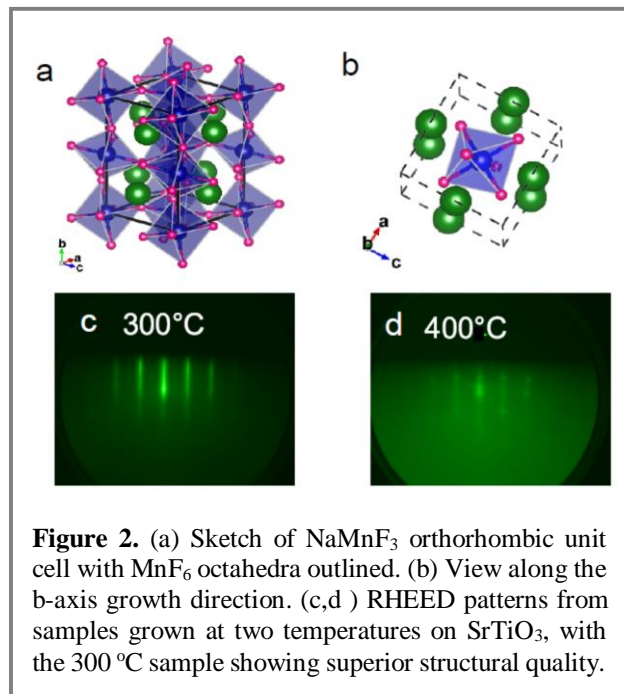 a
b
b
a
c
a
b
c
c 300°C
d 400°C
Figure 2. (a) Sketch of NaMnF₃ orthorhombic unit
cell with MnF₆ octahedra outlined. (b) View along the
b-axis growth direction. (c,d ) RHEED patterns from
samples grown at two temperatures on SrTiO₃, with
the 300 °C sample showing superior structural quality.